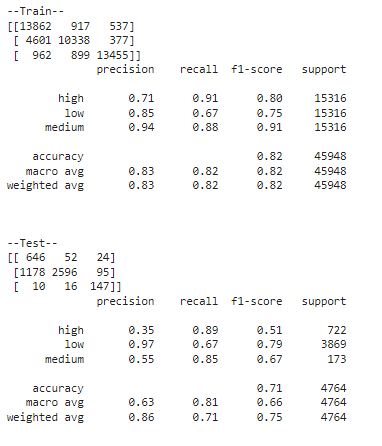 --Train--
[[13862   917   537]
 [ 4601 10338   377]
 [  962   899 13455]]
              precision    recall  f1-score   support

        high       0.71      0.91      0.80     15316
         low       0.85      0.67      0.75     15316
      medium       0.94      0.88      0.91     15316

    accuracy                           0.82     45948
   macro avg       0.83      0.82      0.82     45948
weighted avg       0.83      0.82      0.82     45948

--Test--
[[ 646   52   24]
 [1178 2596   95]
 [  10   16  147]]
              precision    recall  f1-score   support

        high       0.35      0.89      0.51       722
         low       0.97      0.67      0.79      3869
      medium       0.55      0.85      0.67       173

    accuracy                           0.71      4764
   macro avg       0.63      0.81      0.66      4764
weighted avg       0.86      0.71      0.75      4764